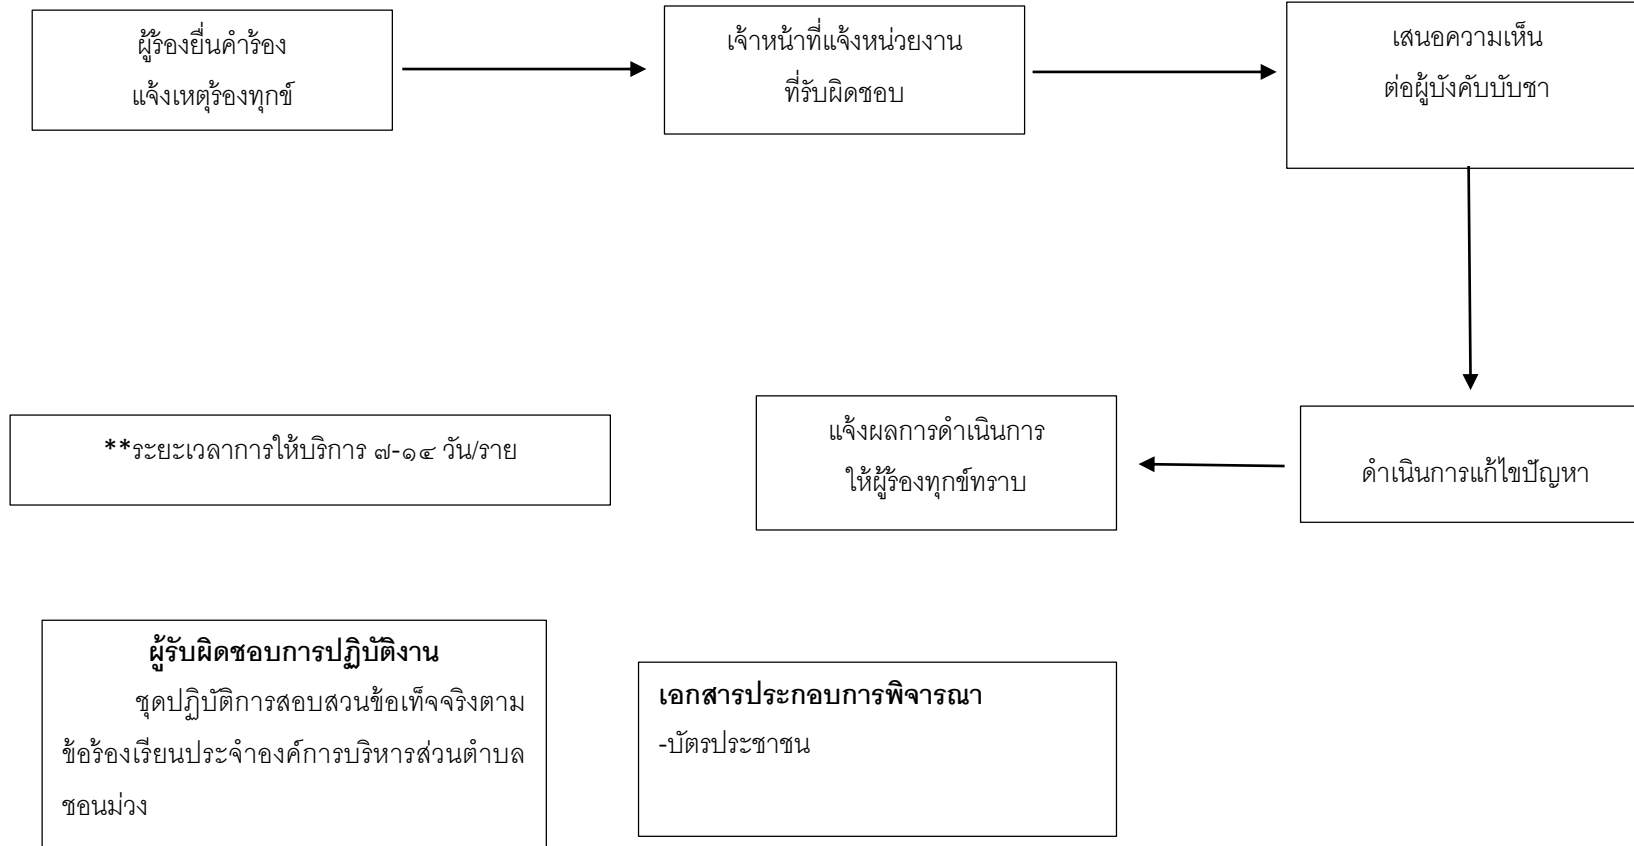 ผู้ร้องยื่นคำร้อง
แจ้งเหตุร้องทุกข์
เจ้าหน้าที่แจ้งหน่วยงาน
ที่รับผิดชอบ
เสนอความเห็น
ต่อผู้บังคับบับชา
ดำเนินการแก้ไขปัญหา
แจ้งผลการดำเนินการ
ให้ผู้ร้องทุกข์ทราบ
**ระยะเวลาการให้บริการ ๗-๑๔ วัน/ราย
ผู้รับผิดชอบการปฏิบัติงาน
ชุดปฏิบัติการสอบสวนข้อเท็จจริงตาม
ข้อร้องเรียนประจำองค์การบริหารส่วนตำบล
ชอนม่วง
เอกสารประกอบการพิจารณา
-บัตรประชาชน